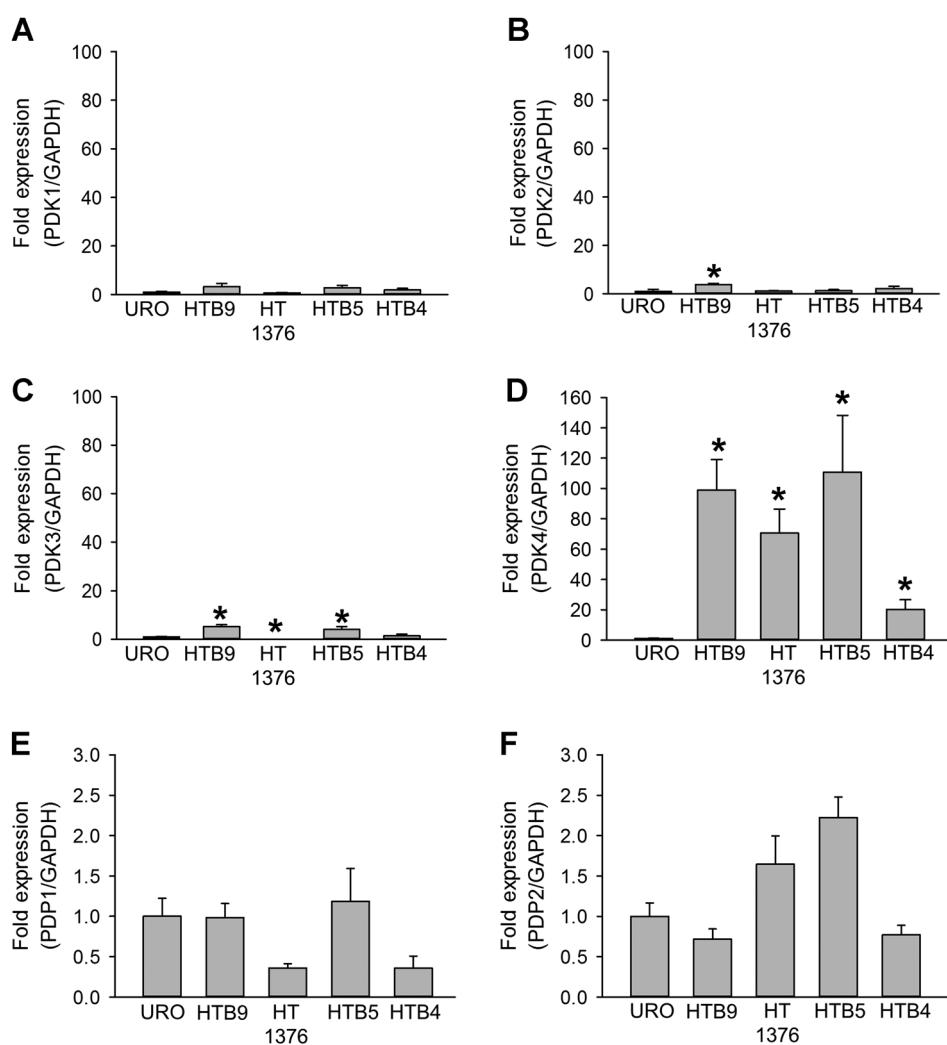 A
Fold expression
(PDK1/GAPDH)
100
80
60
40
20
0
URO HTB9 HT HTB5 HTB4
1376
B
Fold expression
(PDK2/GAPDH)
100
80
60
40
20
0
*
URO HTB9 HT HTB5 HTB4
1376
C
Fold expression
(PDK3/GAPDH)
100
80
60
40
20
0
* * *
URO HTB9 HT HTB5 HTB4
1376
D
Fold expression
(PDK4/GAPDH)
160
140
120
100
80
60
40
20
0
* * * *
URO HTB9 HT HTB5 HTB4
1376
E
Fold expression
(PDP1/GAPDH)
3.0
2.5
2.0
1.5
1.0
0.5
0.0
URO HTB9 HT HTB5 HTB4
1376
F
Fold expression
(PDP2/GAPDH)
3.0
2.5
2.0
1.5
1.0
0.5
0.0
URO HTB9 HT HTB5 HTB4
1376